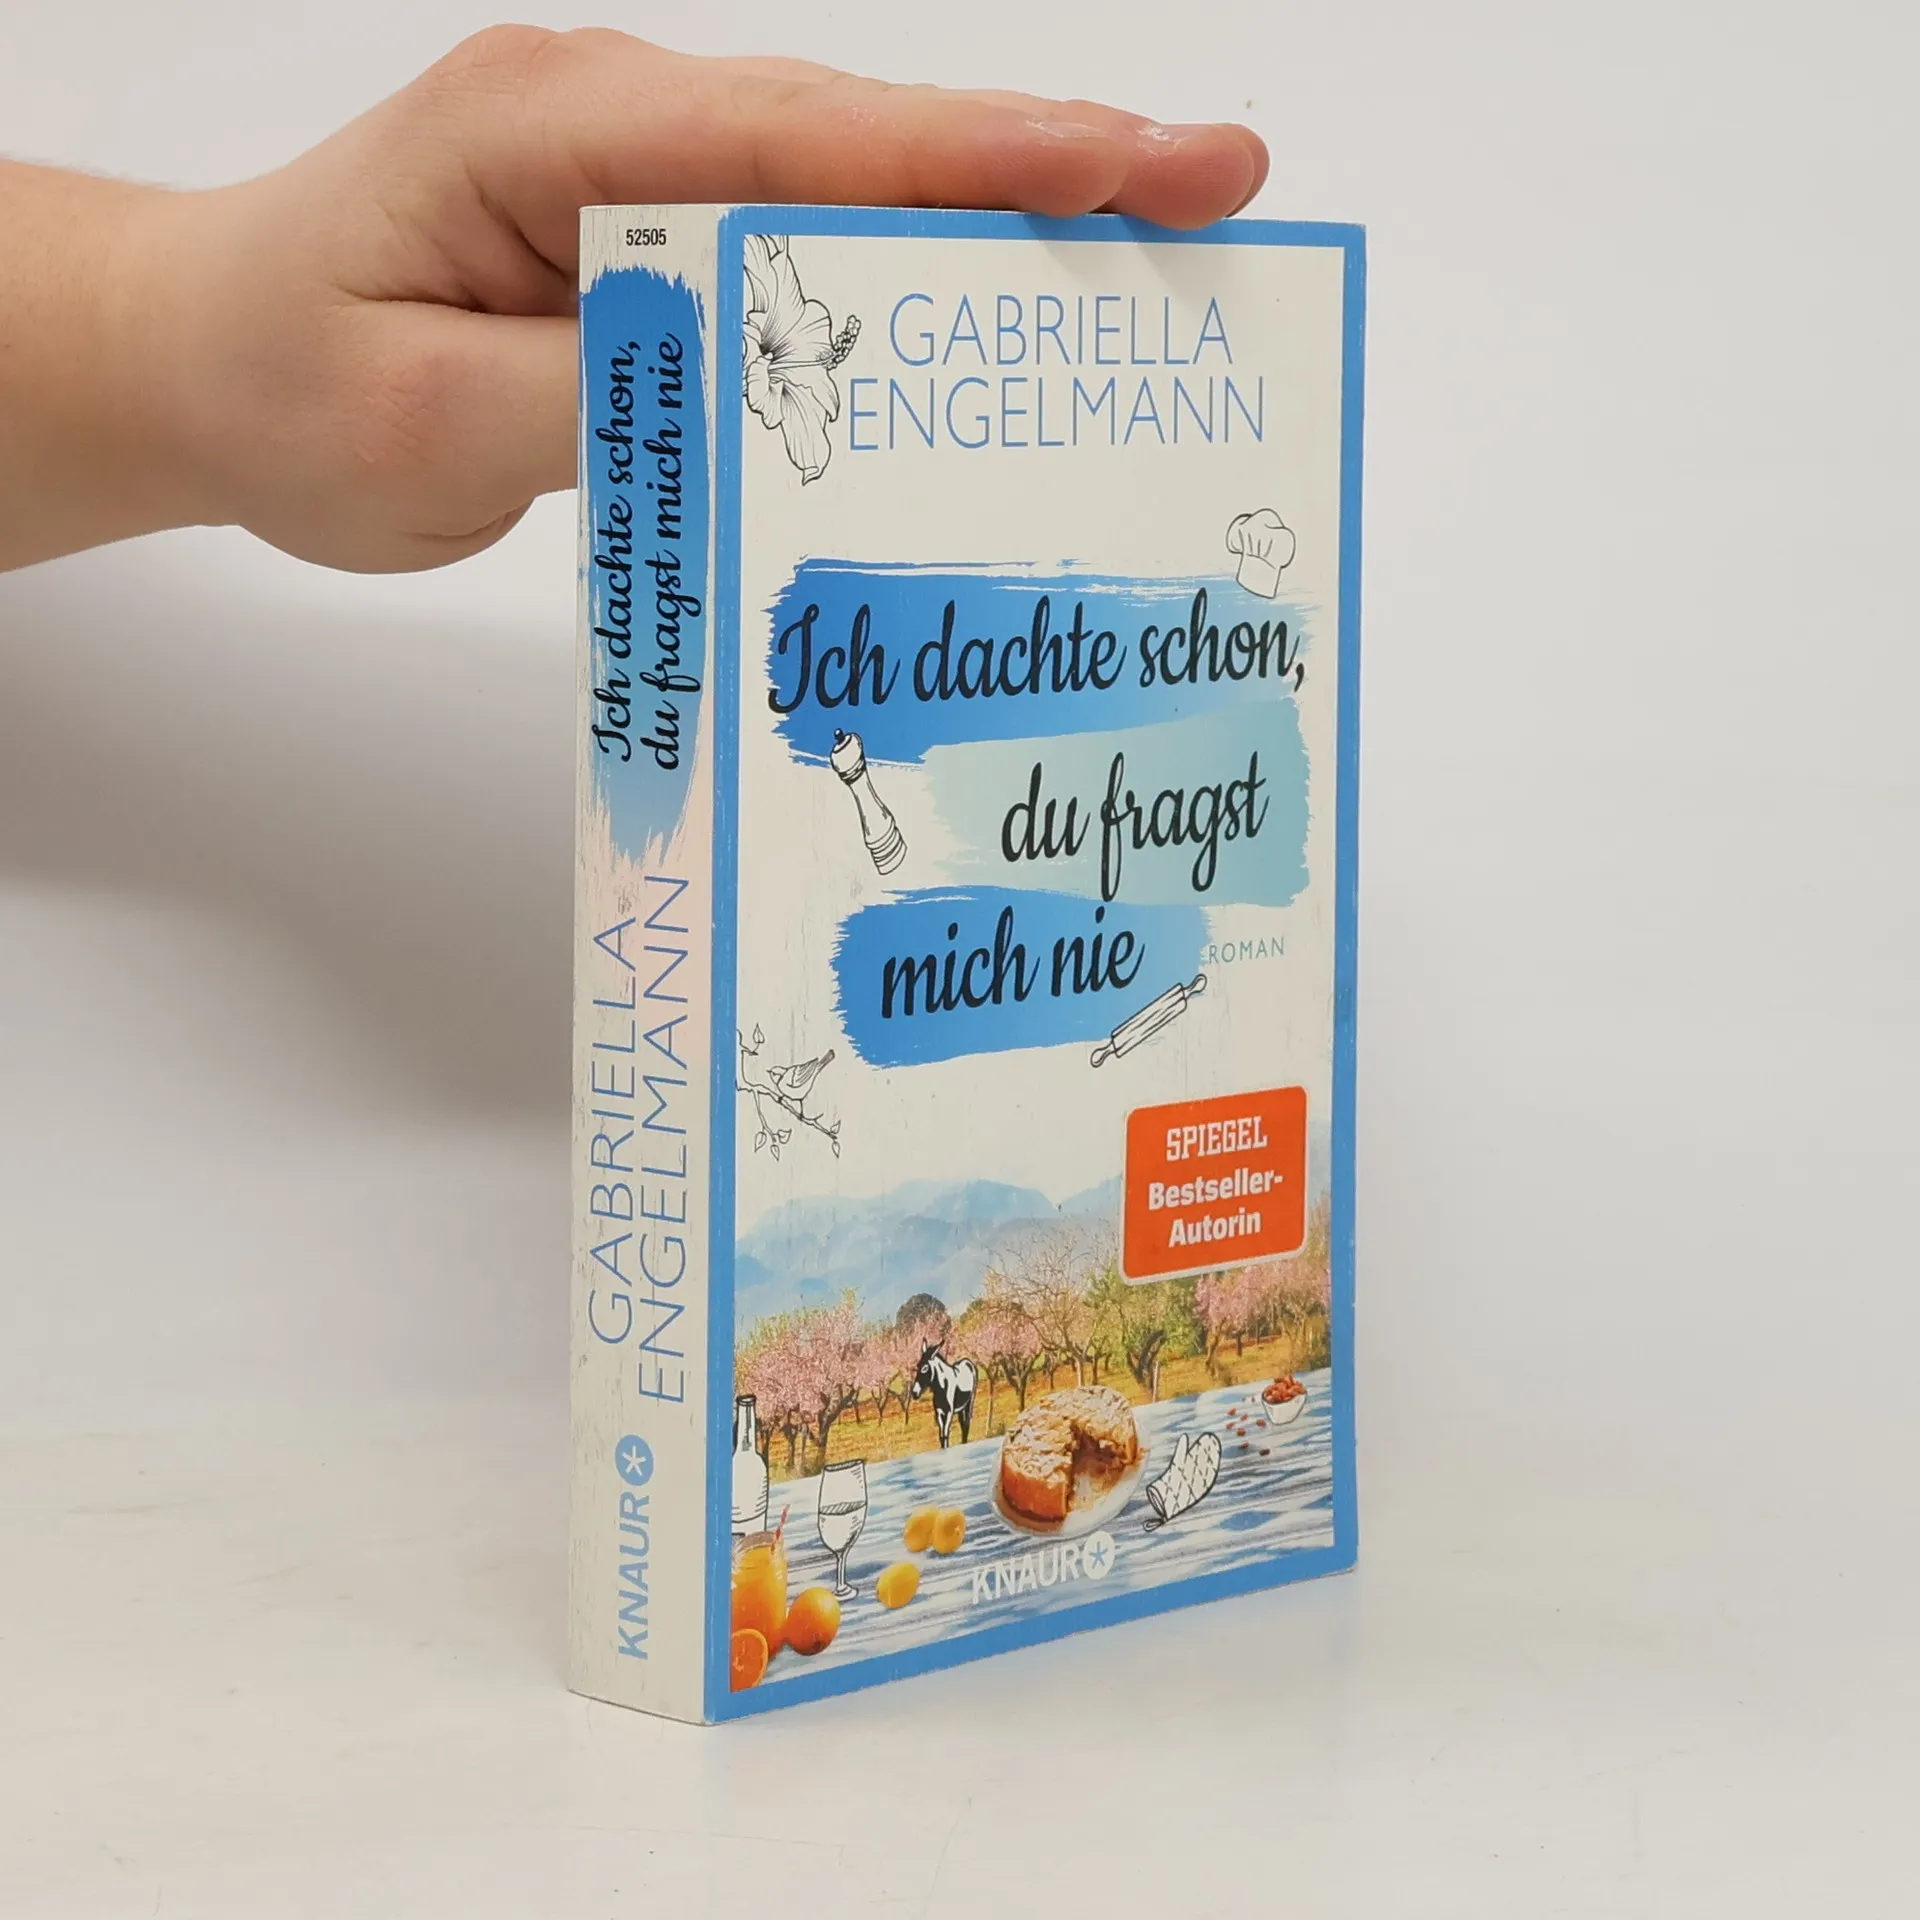 52505
Ich dachte schon,
du fragst mich nie
GABRIELLA
ENGELMANN
KNAUR
GABRIELLA
ENGELMANN
Ich dachte schon,
du fragst
mich nie
ROMAN
SPIEGEL
Bestseller-
Autorin
KNAUR